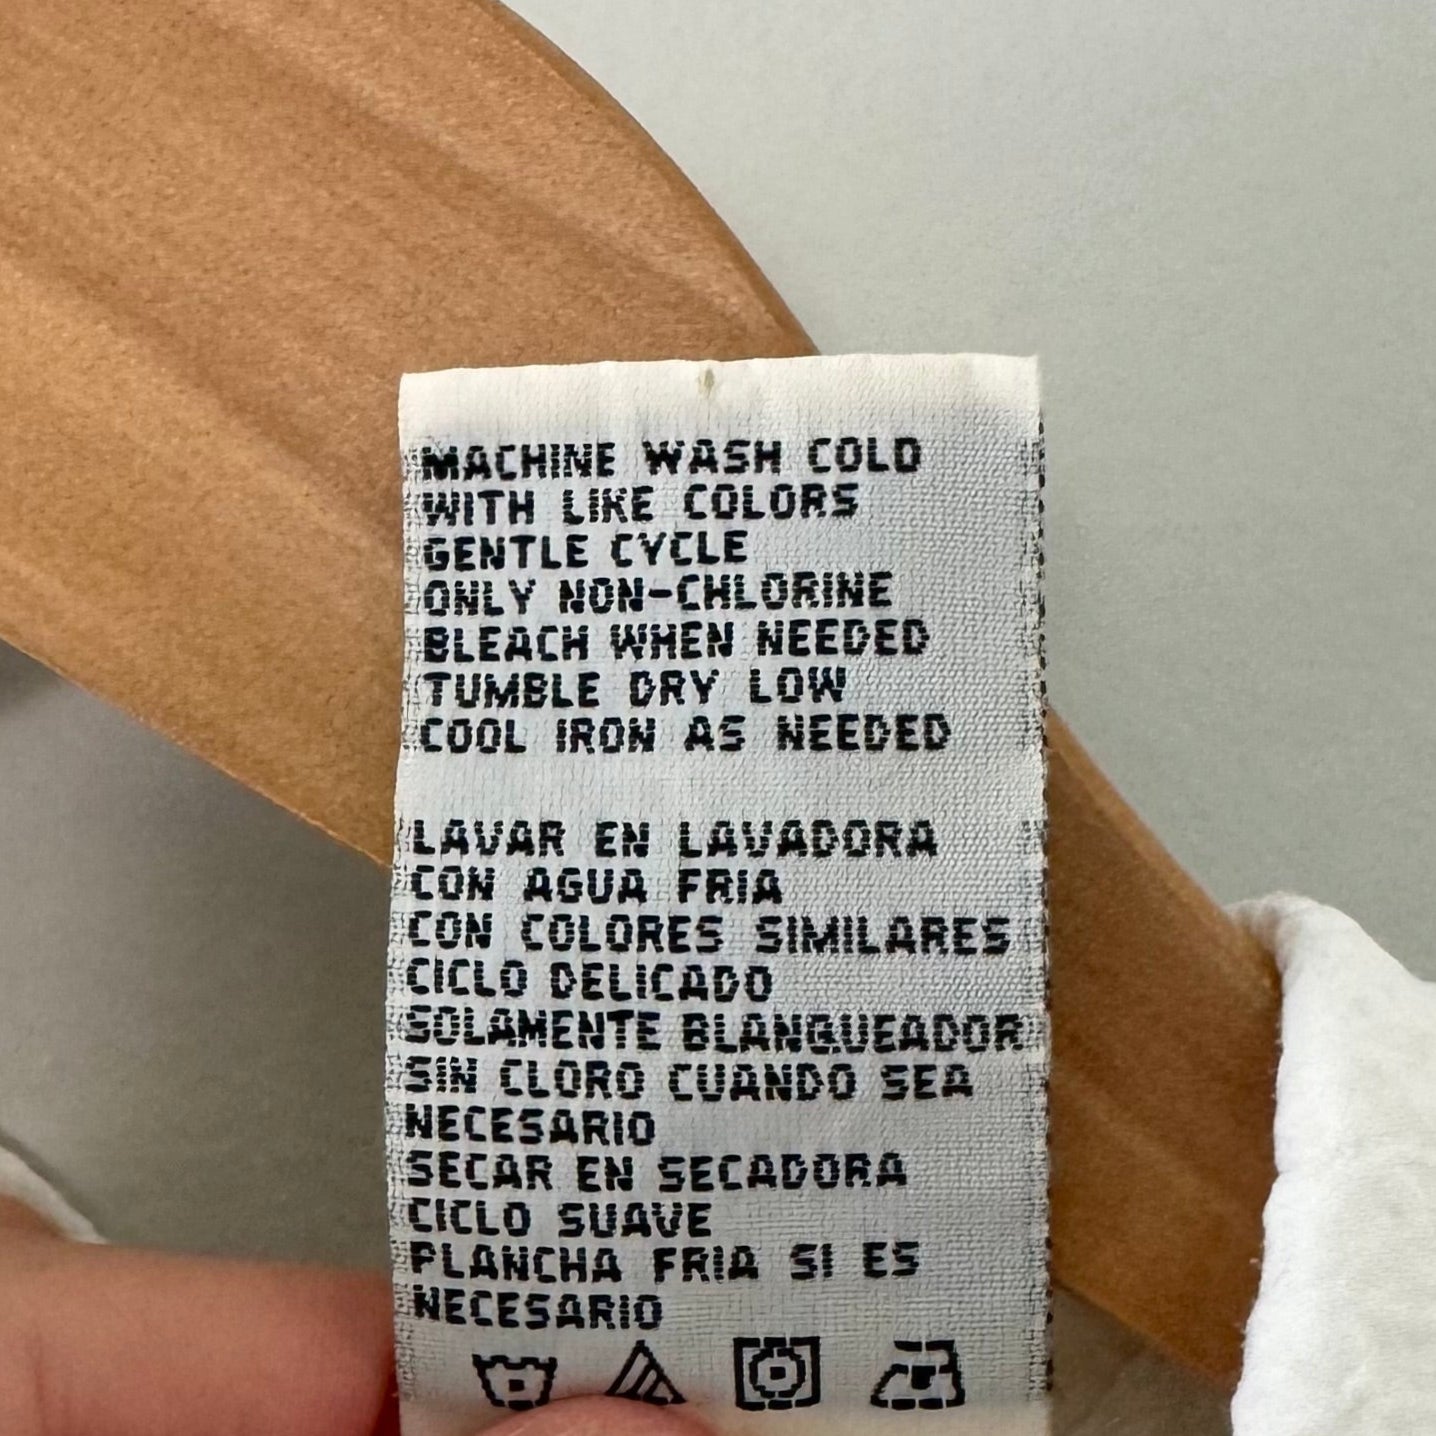 MACHINE WASH COLD
WITH LIKE COLORS
GENTLE CYCLE
ONLY NON-CHLORINE
BLEACH WHEN NEEDED
TUMBLE DRY LOW
COOL IRON AS NEEDED
LAVAR EN LAVADORA
CON AGUA FRIA
CON COLORES SIMILARES
CICLO DELICADO
SOLAMENTE BLANQUEADOR
SIN CLORO CUANDO SEA
NECESARIO
SECAR EN SECADORA
CICLO SUAVE
PLANCHA FRIA SI ES
NECESARIO